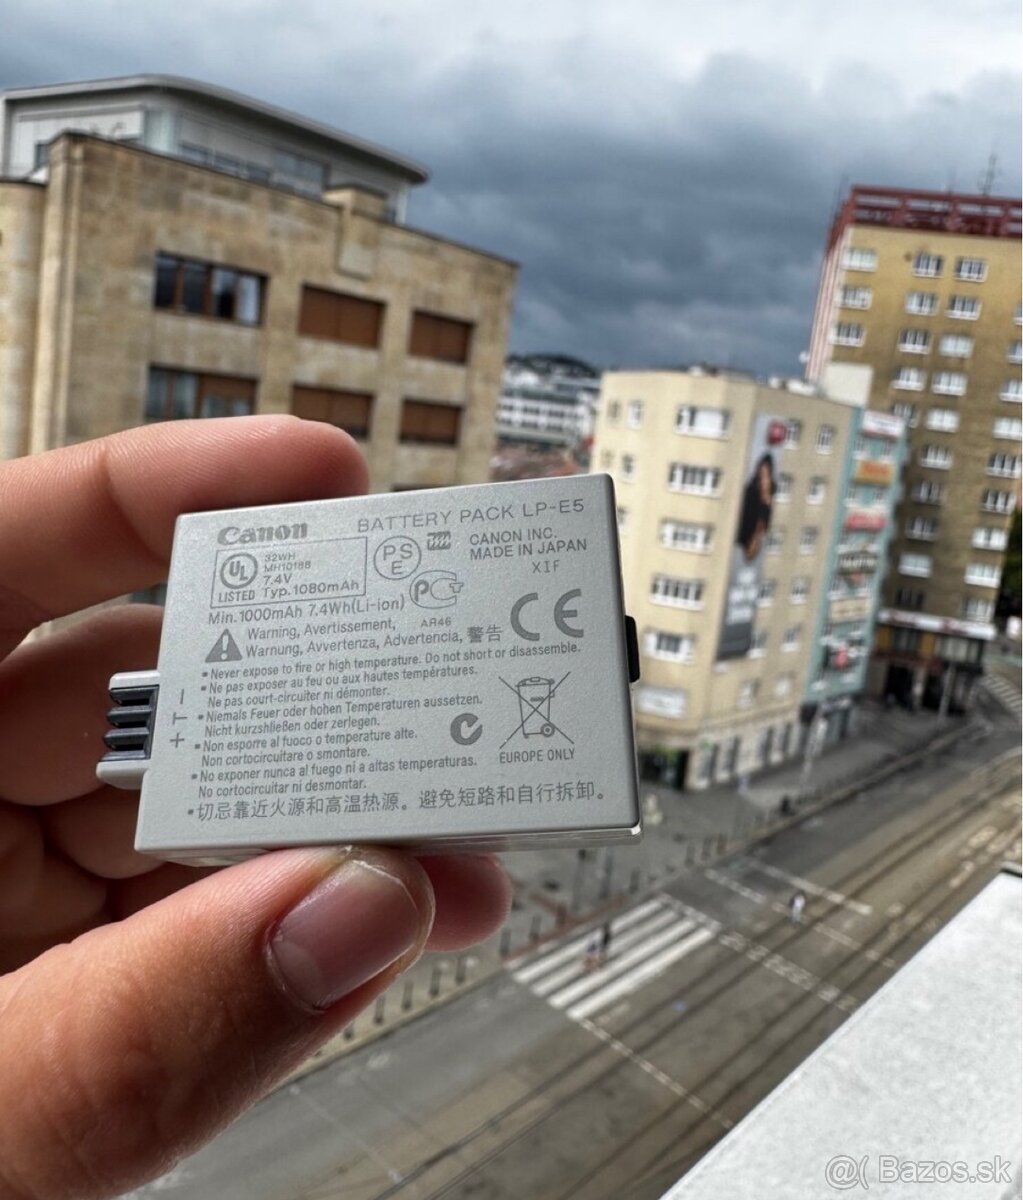 Canon
BATTERY PACK LP-E5
UL
32WH
MH10188
7.4V
LISTED Typ.1080mAh
PS
E
CANON INC.
MADE IN JAPAN
XIF
Min.1000mAh 7.4Wh(Li-ion)
AR46
CE
Warning, Avertissement,
Warnung, Avvertenza, Advertencia, 警告
• Never expose to fire or high temperature. Do not short or disassemble.
• Ne pas exposer au feu ou aux hautes températures.
Ne pas court-circuiter ni démonter.
• Niemals Feuer oder hohen Temperaturen aussetzen.
Nicht kurzshließen oder zerlegen.
• Non esporre al fuoco o temperature alte.
Non cortocircuitare o smontare.
• No exponer nunca al fuego ni a altas temperaturas.
No cortocircuitar ni desmontar.
EUROPE ONLY
• 切忌靠近火源和高温热源。避免短路和自行拆卸。
+ T −
@( Bazos.sk